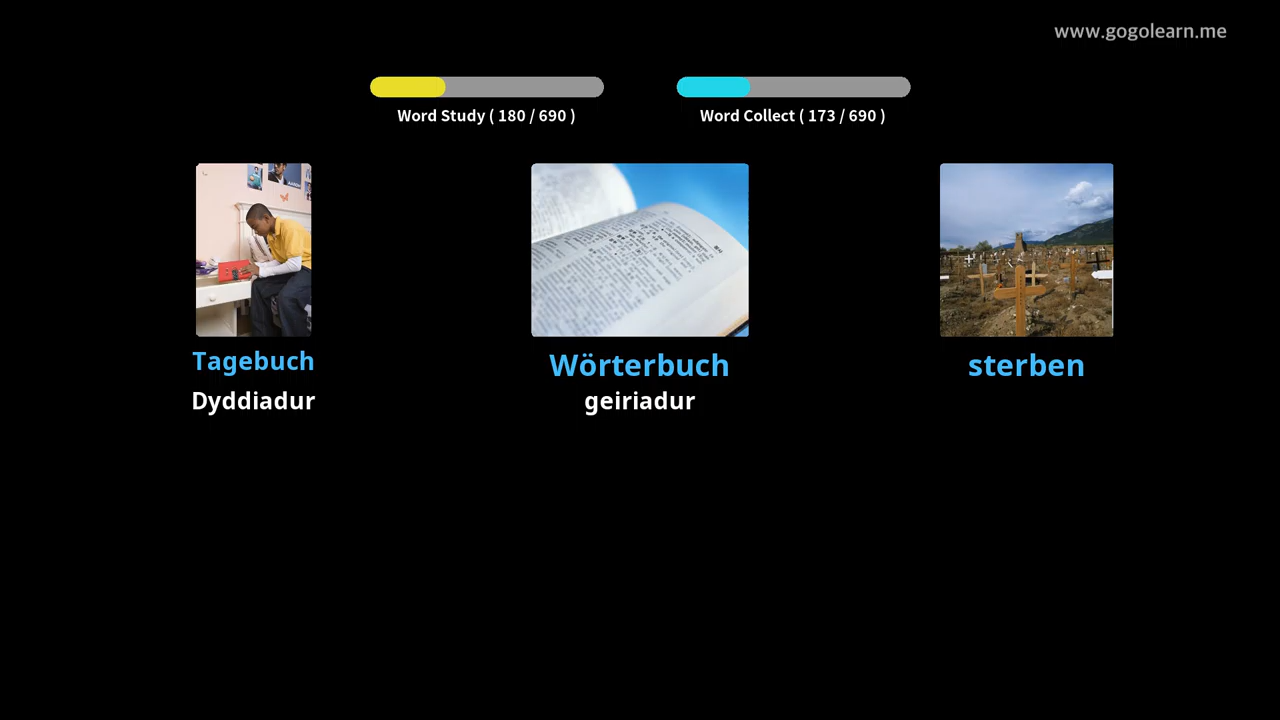 www.gogolearn.me
Word Study ( 180 / 690 )
Word Collect ( 173 / 690 )
Tagebuch
Wörterbuch
sterben
Dyddiadur
geiriadur